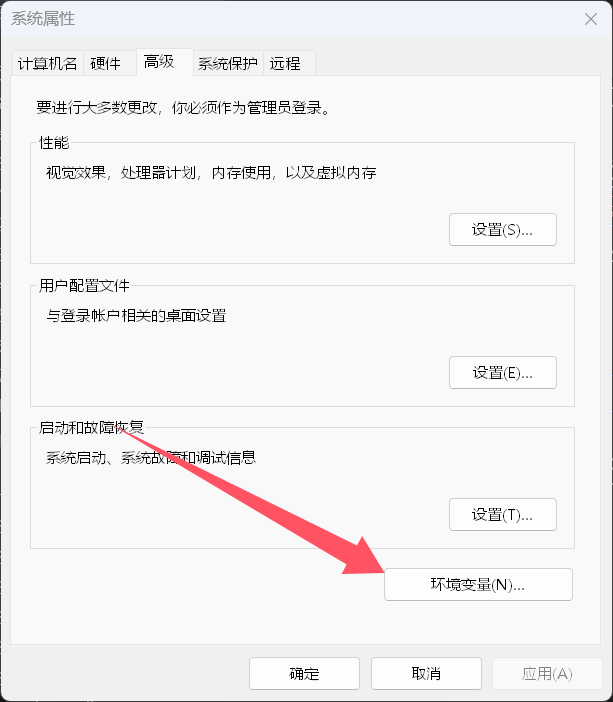 系统属性
计算机名 硬件 高级 系统保护 远程
要进行大多数更改，你必须作为管理员登录。
性能
视觉效果，处理器计划，内存使用，以及虚拟内存
设置(S)...
用户配置文件
与登录帐户相关的桌面设置
设置(E)...
启动和故障恢复
系统启动、系统故障和调试信息
设置(T)...
环境变量(N)...
确定 取消 应用(A)